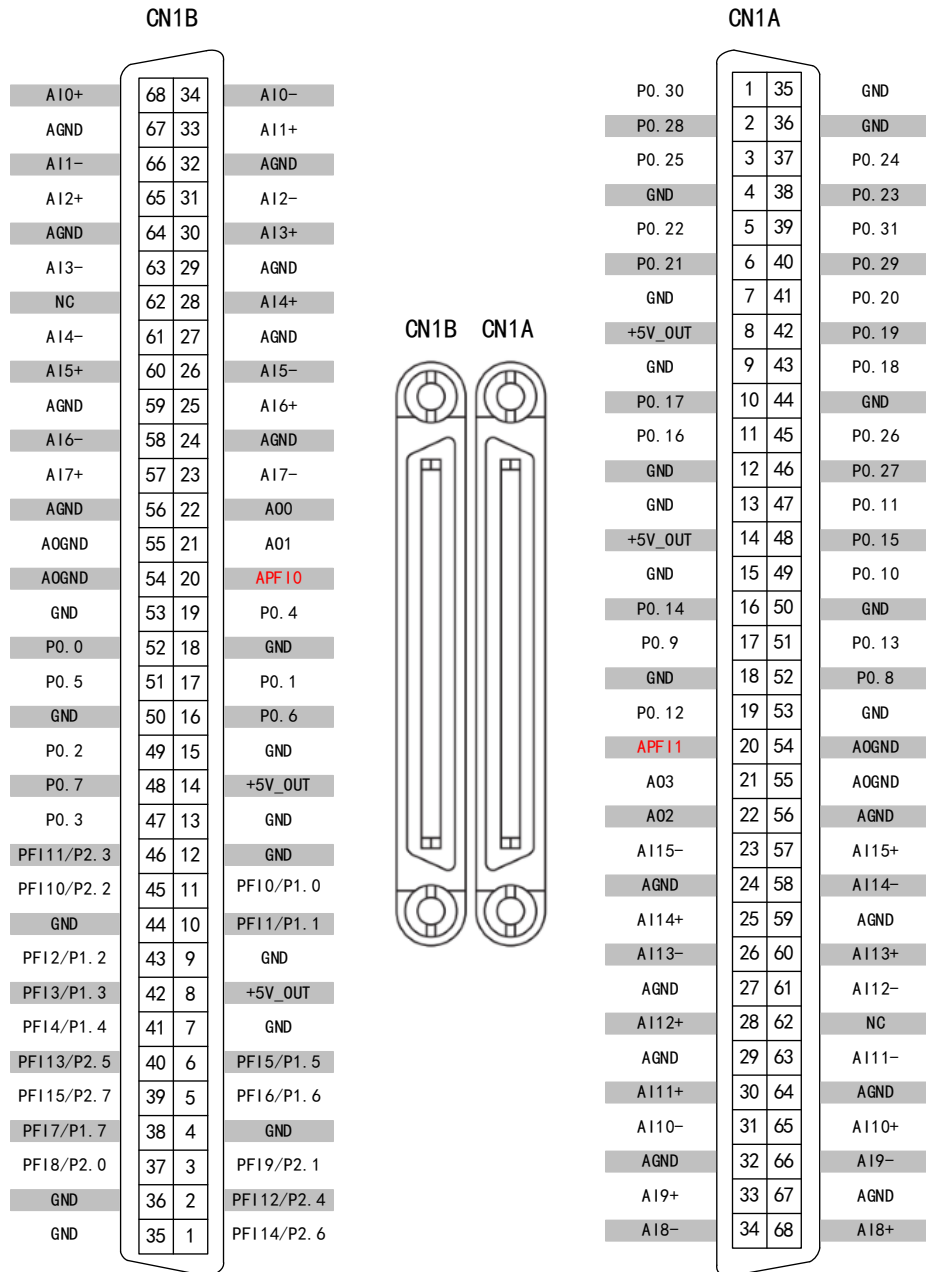 CN1B CN1A
AI0+ 68 34 AI0- P0.30 1 35 GND
AGND 67 33 AI1+ P0.28 2 36 GND
AI1- 66 32 AGND P0.25 3 37 P0.24
AI2+ 65 31 AI2- GND 4 38 P0.23
AGND 64 30 AI3+ P0.22 5 39 P0.31
AI3- 63 29 AGND P0.21 6 40 P0.29
NC 62 28 AI4+ GND 7 41 P0.20
AI4- 61 27 AGND CN1B CN1A +5V_OUT 8 42 P0.19
AI5+ 60 26 AI5- GND 9 43 P0.18
AGND 59 25 AI6+ P0.17 10 44 GND
AI6- 58 24 AGND P0.16 11 45 P0.26
AI7+ 57 23 AI7- GND 12 46 P0.27
AGND 56 22 AO0 GND 13 47 P0.11
AOGND 55 21 AO1 +5V_OUT 14 48 P0.15
AOGND 54 20 APFI0 GND 15 49 P0.10
GND 53 19 P0.4 P0.14 16 50 GND
P0.0 52 18 GND P0.9 17 51 P0.13
P0.5 51 17 P0.1 GND 18 52 P0.8
GND 50 16 P0.6 P0.12 19 53 GND
P0.2 49 15 GND APFI1 20 54 AOGND
P0.7 48 14 +5V_OUT AO3 21 55 AOGND
P0.3 47 13 GND AO2 22 56 AGND
PFI11/P2.3 46 12 GND AI15- 23 57 AI15+
PFI10/P2.2 45 11 PFI0/P1.0 AGND 24 58 AI14-
GND 44 10 PFI1/P1.1 AI14+ 25 59 AGND
PFI2/P1.2 43 9 GND AI13- 26 60 AI13+
PFI3/P1.3 42 8 +5V_OUT AGND 27 61 AI12-
PFI4/P1.4 41 7 GND AI12+ 28 62 NC
PFI13/P2.5 40 6 PFI5/P1.5 AGND 29 63 AI11-
PFI15/P2.7 39 5 PFI6/P1.6 AI11+ 30 64 AGND
PFI7/P1.7 38 4 GND AI10- 31 65 AI10+
PFI8/P2.0 37 3 PFI9/P2.1 AGND 32 66 AI9-
GND 36 2 PFI12/P2.4 AI9+ 33 67 AGND
GND 35 1 PFI14/P2.6 AI8- 34 68 AI8+